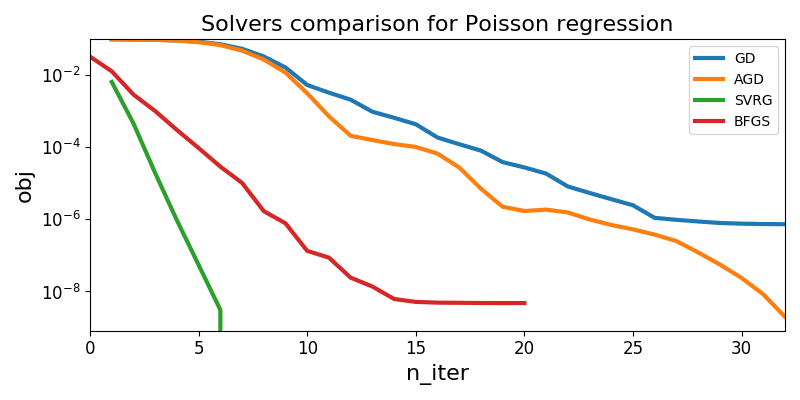 Solvers comparison for Poisson regression
obj
10⁻²
10⁻⁴
10⁻⁶
10⁻⁸
GD
AGD
SVRG
BFGS
0 5 10 15 20 25 30
n_iter